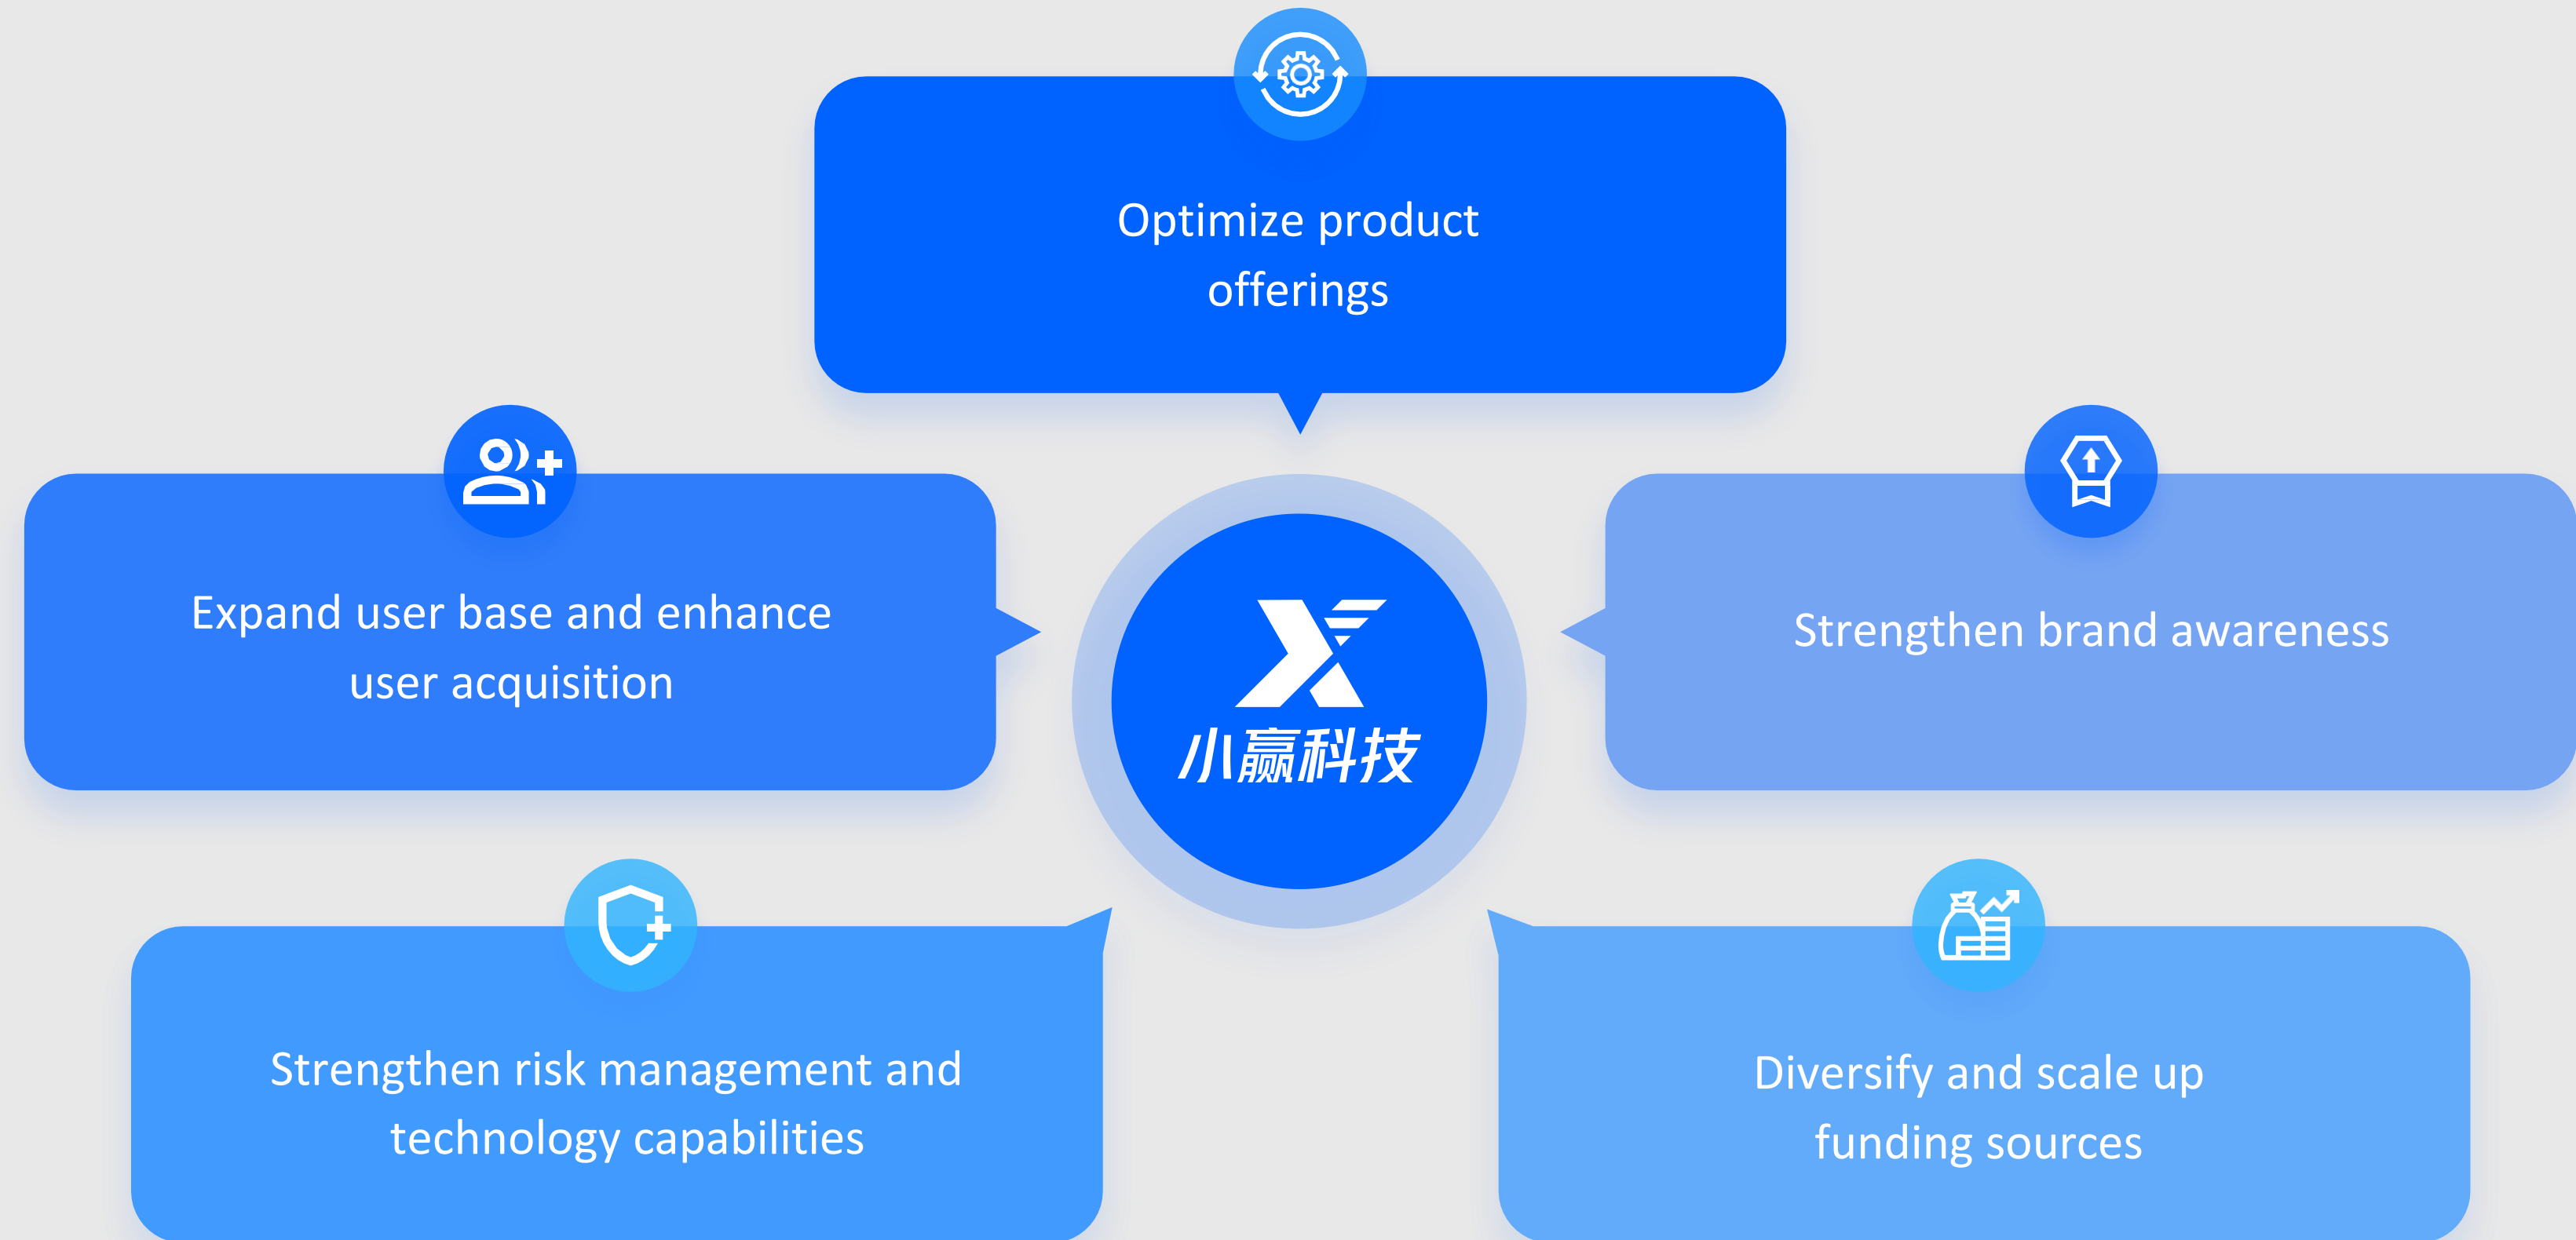 Optimize product
offerings
Expand user base and enhance
user acquisition
Strengthen brand awareness
小赢科技
Strengthen risk management and
technology capabilities
Diversify and scale up
funding sources